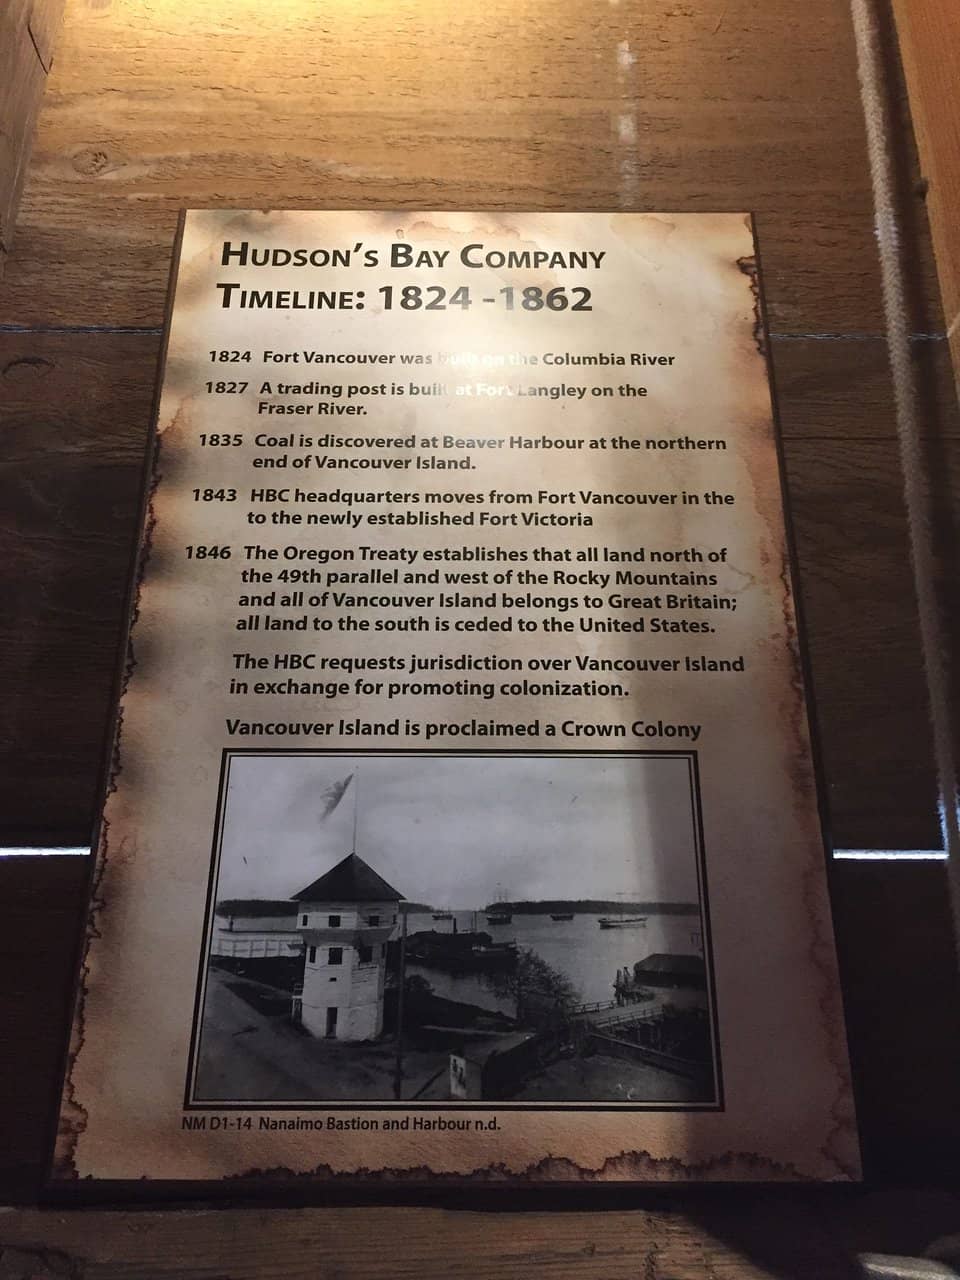 Hudson's Bay Company
Timeline: 1824 -1862
1824 Fort Vancouver was built on the Columbia River
1827 A trading post is built at Fort Langley on the
Fraser River.
1835 Coal is discovered at Beaver Harbour at the northern
end of Vancouver Island.
1843 HBC headquarters moves from Fort Vancouver in the
to the newly established Fort Victoria
1846 The Oregon Treaty establishes that all land north of
the 49th parallel and west of the Rocky Mountains
and all of Vancouver Island belongs to Great Britain;
all land to the south is ceded to the United States.
The HBC requests jurisdiction over Vancouver Island
in exchange for promoting colonization.
Vancouver Island is proclaimed a Crown Colony
NM D1-14 Nanaimo Bastion and Harbour n.d.